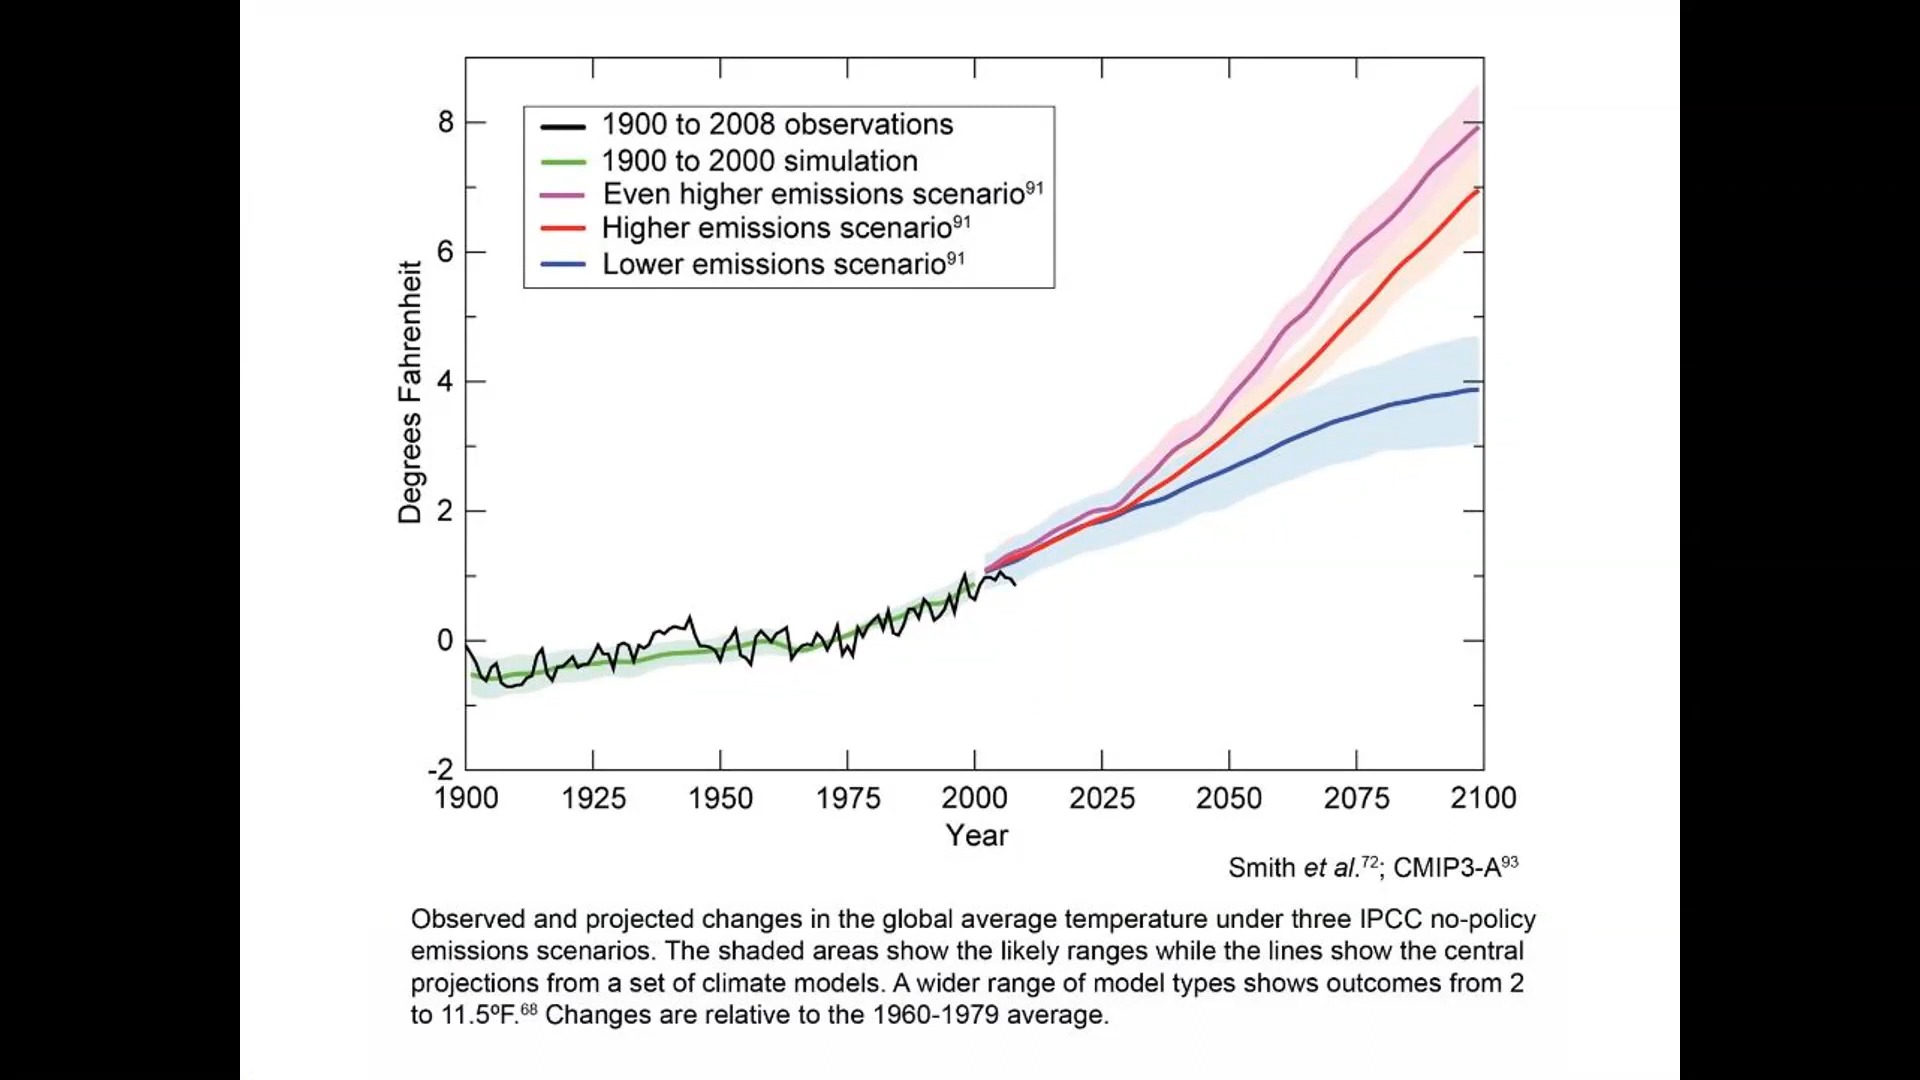 1900 to 2008 observations
1900 to 2000 simulation
Even higher emissions scenario⁹¹
Higher emissions scenario⁹¹
Lower emissions scenario⁹¹
Degrees Fahrenheit
8
6
4
2
0
-2
1900 1925 1950 1975 2000 2025 2050 2075 2100
Year
Smith et al.⁷²; CMIP3-A⁹³
Observed and projected changes in the global average temperature under three IPCC no-policy
emissions scenarios. The shaded areas show the likely ranges while the lines show the central
projections from a set of climate models. A wider range of model types shows outcomes from 2
to 11.5ºF.⁶⁸ Changes are relative to the 1960-1979 average.